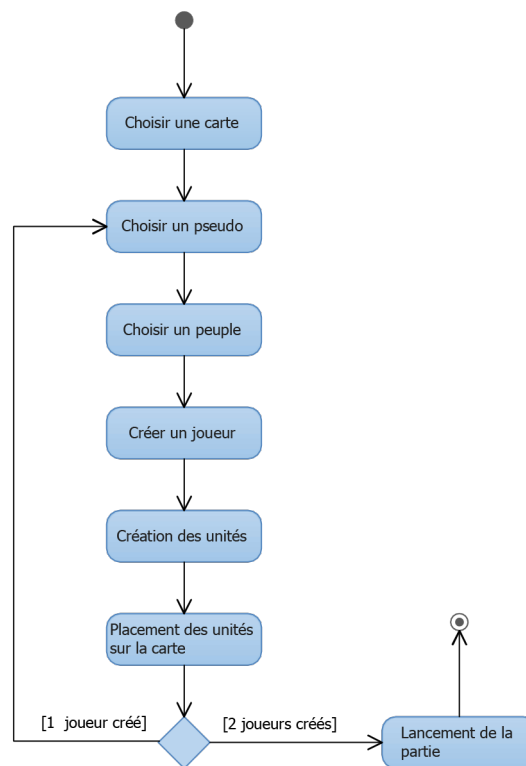 Choisir une carte
Choisir un pseudo
Choisir un peuple
Créer un joueur
Création des unités
Placement des unités
sur la carte
[1 joueur créé]
[2 joueurs créés]
Lancement de la
partie